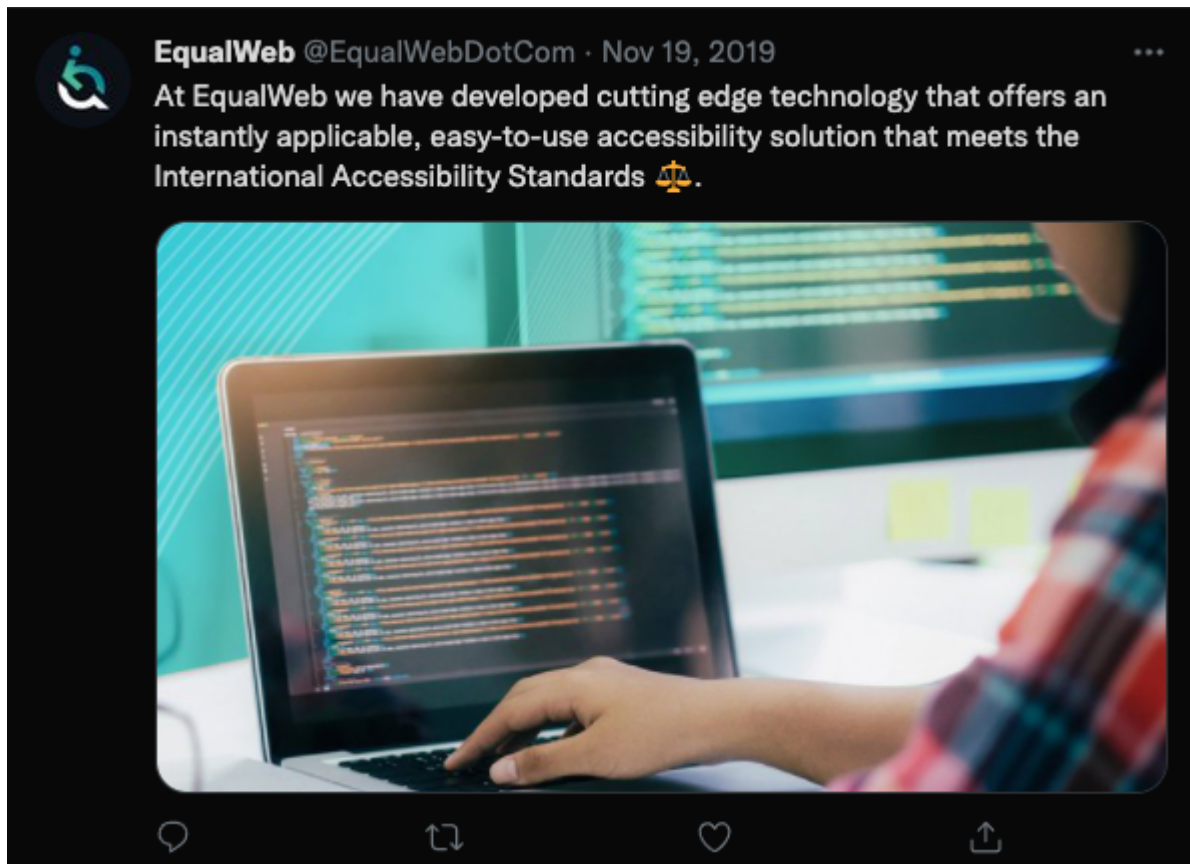 EqualWeb @EqualWebDotCom · Nov 19, 2019
At EqualWeb we have developed cutting edge technology that offers an
instantly applicable, easy-to-use accessibility solution that meets the
International Accessibility Standards ⚖️.